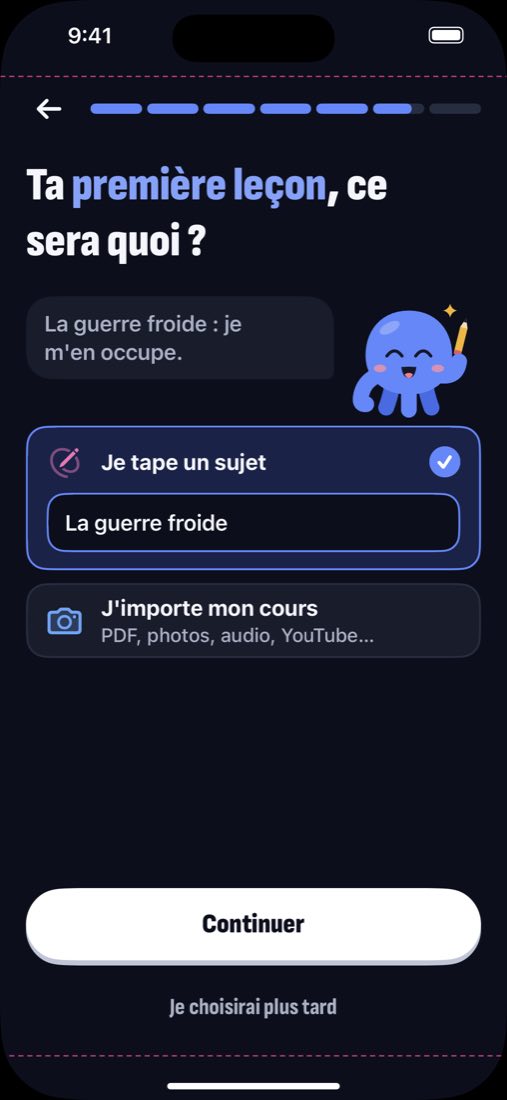 9:41
Ta première leçon, ce
sera quoi ?
La guerre froide : je
m'en occupe.
Je tape un sujet
La guerre froide
J'importe mon cours
PDF, photos, audio, YouTube...
Continuer
Je choisirai plus tard